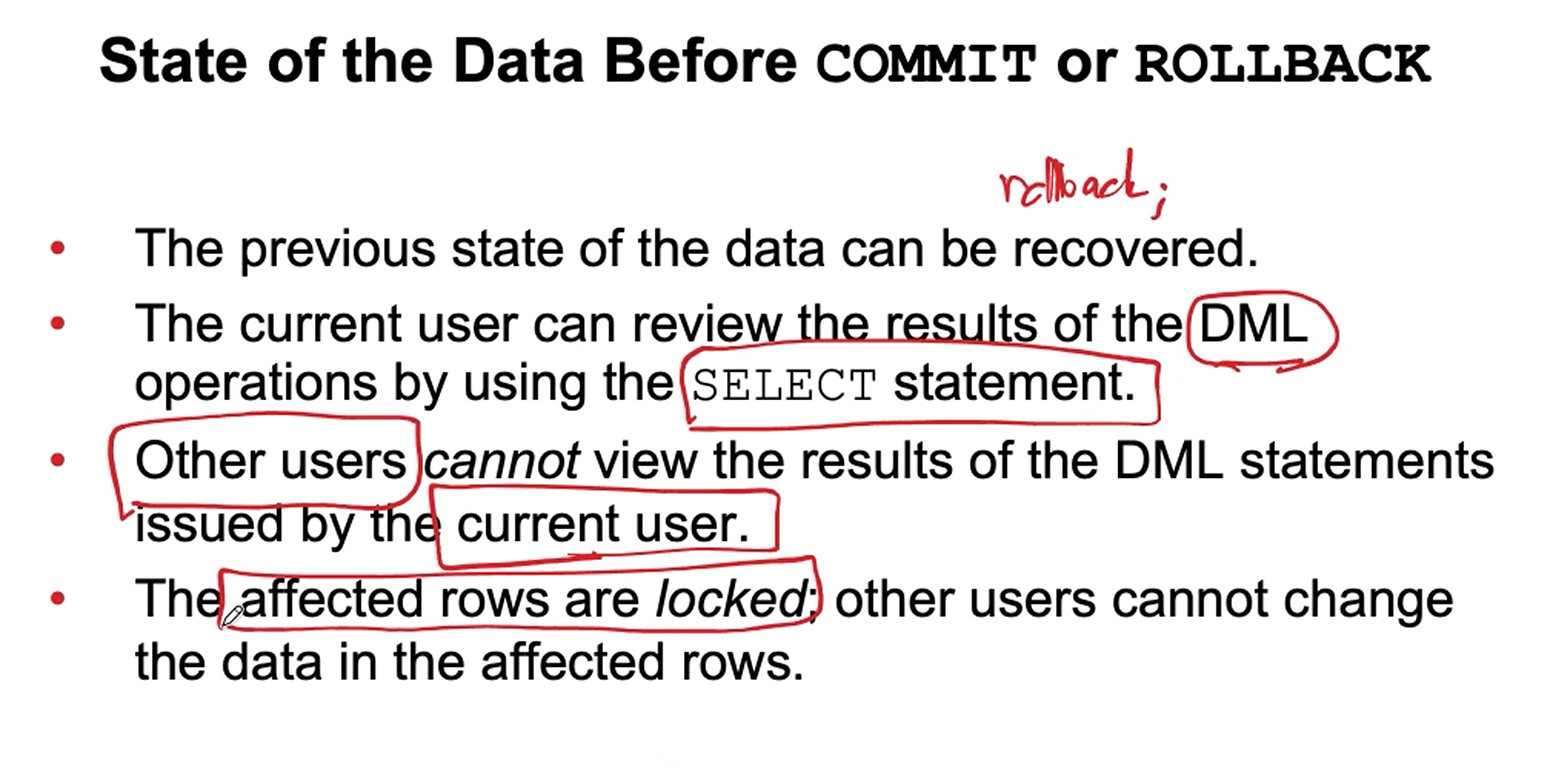 State of the Data Before COMMIT or ROLLBACK
rollback;
• The previous state of the data can be recovered.
• The current user can review the results of the DML
operations by using the SELECT statement.
• Other users cannot view the results of the DML statements
issued by the current user.
• The affected rows are locked; other users cannot change
the data in the affected rows.